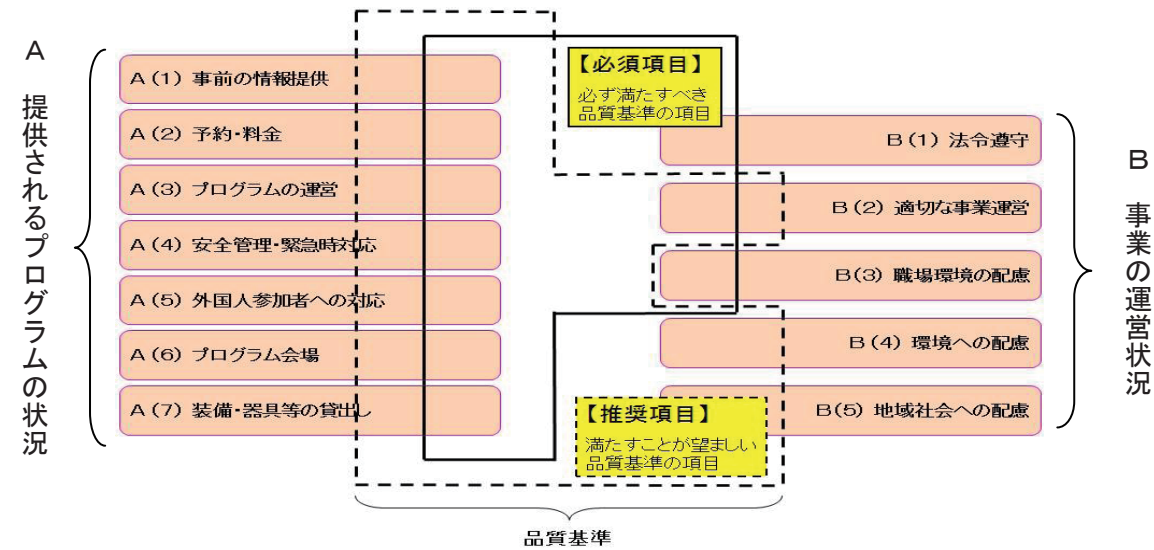 A 提供されるプログラムの状況
A(1) 事前の情報提供
A(2) 予約・料金
A(3) プログラムの運営
A(4) 安全管理・緊急時対応
A(5) 外国人参加者への対応
A(6) プログラム会場
A(7) 装備・器具等の貸出し
【必須項目】
必ず満たすべき
品質基準の項目
B(1) 法令遵守
B(2) 適切な事業運営
B(3) 職場環境の配慮
B(4) 環境への配慮
B(5) 地域社会への配慮
【推奨項目】
満たすことが望ましい
品質基準の項目
B 事業の運営状況
品質基準